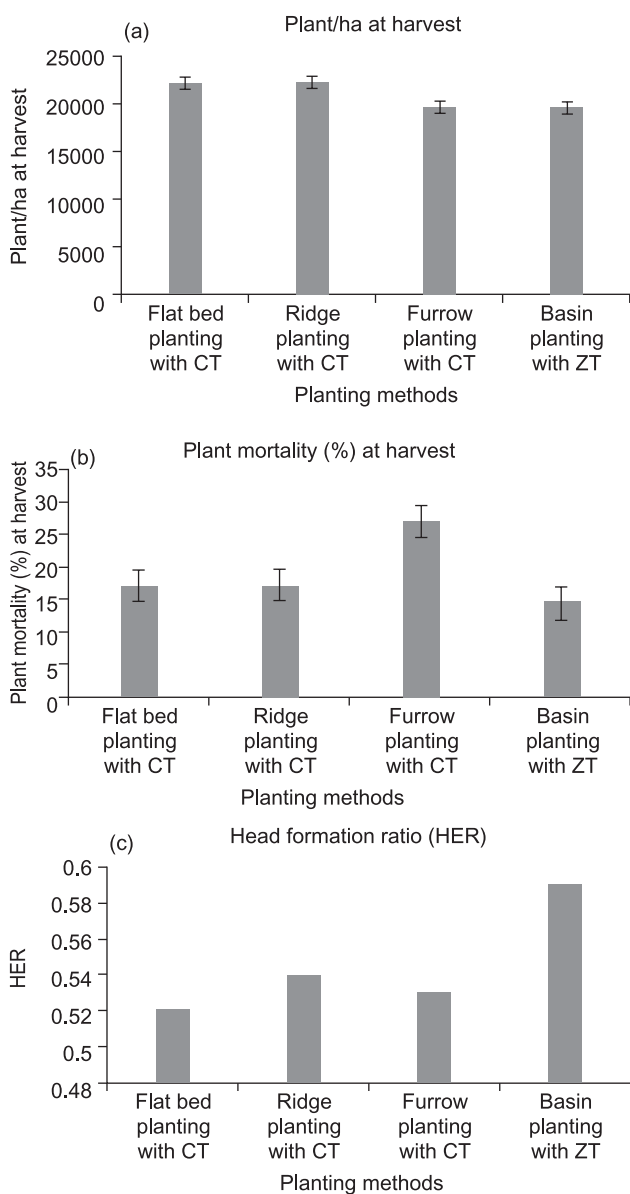 (a)
Plant/ha at harvest
25000
20000
15000
10000
5000
0
Plant/ha at harvest
Flat bed planting with CT
Ridge planting with CT
Furrow planting with CT
Basin planting with ZT
Planting methods
(b)
Plant mortality (%) at harvest
35
30
25
20
15
10
5
0
Plant mortality (%) at harvest
Flat bed planting with CT
Ridge planting with CT
Furrow planting with CT
Basin planting with ZT
Planting methods
(c)
Head formation ratio (HER)
0.6
0.58
0.56
0.54
0.52
0.5
0.48
HER
Flat bed planting with CT
Ridge planting with CT
Furrow planting with CT
Basin planting with ZT
Planting methods